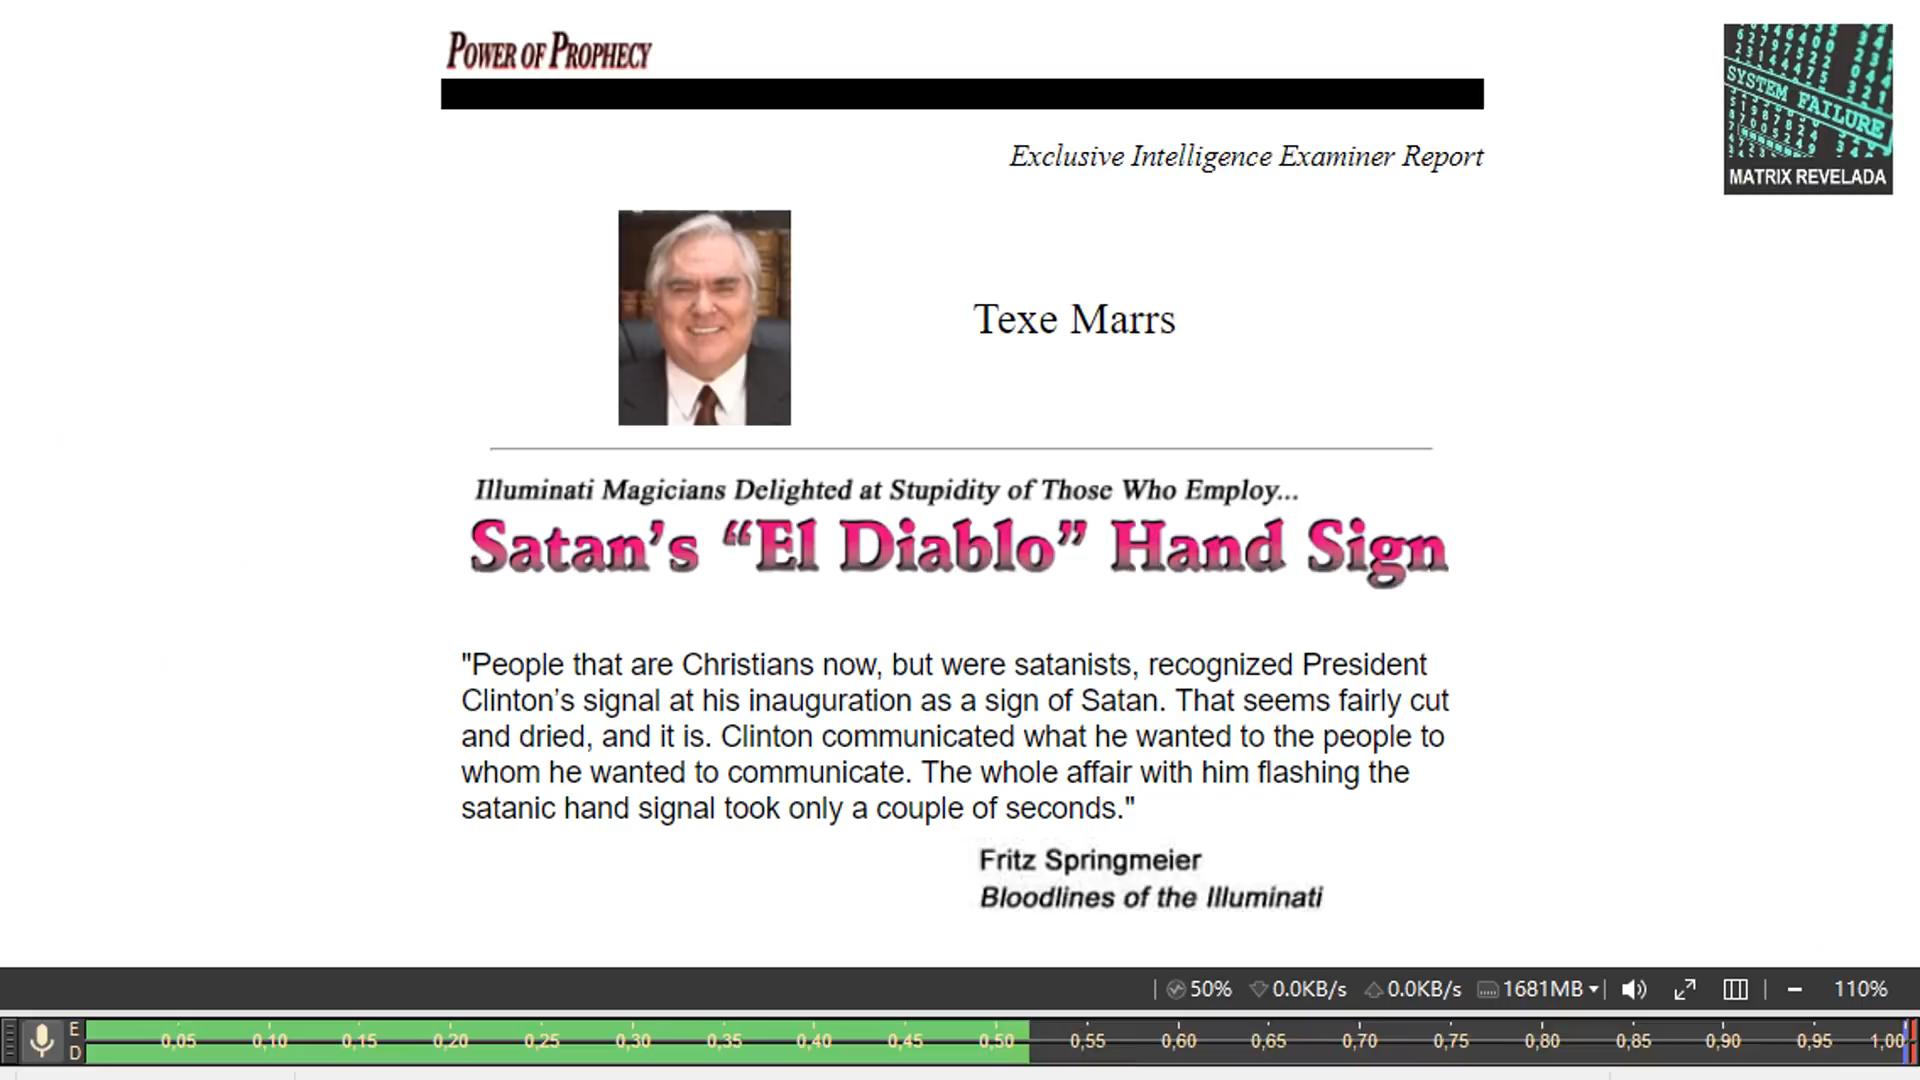 POWER OF PROPHECY
SYSTEM FAILURE
MATRIX REVELADA
Exclusive Intelligence Examiner Report
Texe Marrs
Illuminati Magicians Delighted at Stupidity of Those Who Employ...
Satan's “El Diablo” Hand Sign
"People that are Christians now, but were satanists, recognized President
Clinton’s signal at his inauguration as a sign of Satan. That seems fairly cut
and dried, and it is. Clinton communicated what he wanted to the people to
whom he wanted to communicate. The whole affair with him flashing the
satanic hand signal took only a couple of seconds."
Fritz Springmeier
Bloodlines of the Illuminati
50% 0.0KB/s 0.0KB/s 1681MB 110%
E
D
0,05 0,10 0,15 0,20 0,25 0,30 0,35 0,40 0,45 0,50 0,55 0,60 0,65 0,70 0,75 0,80 0,85 0,90 0,95 1,00